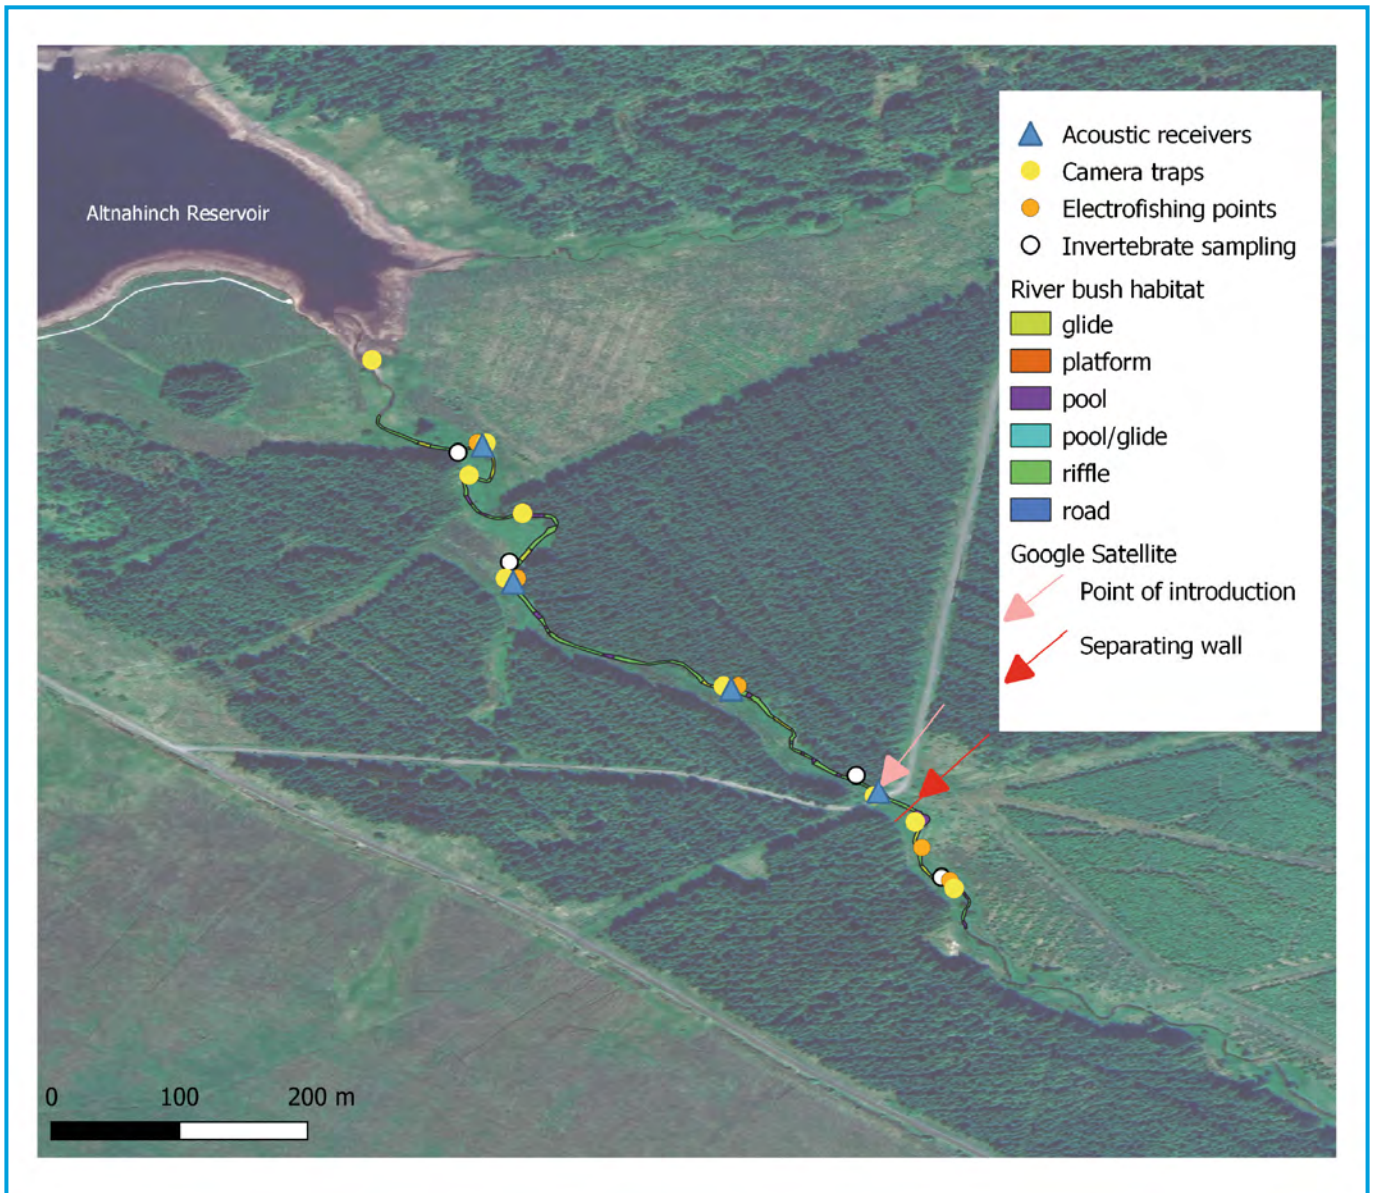 Altnahinch Reservoir
Acoustic receivers
Camera traps
Electrofishing points
Invertebrate sampling
River bush habitat
glide
platform
pool
pool/glide
riffle
road
Google Satellite
Point of introduction
Separating wall
0 100 200 m